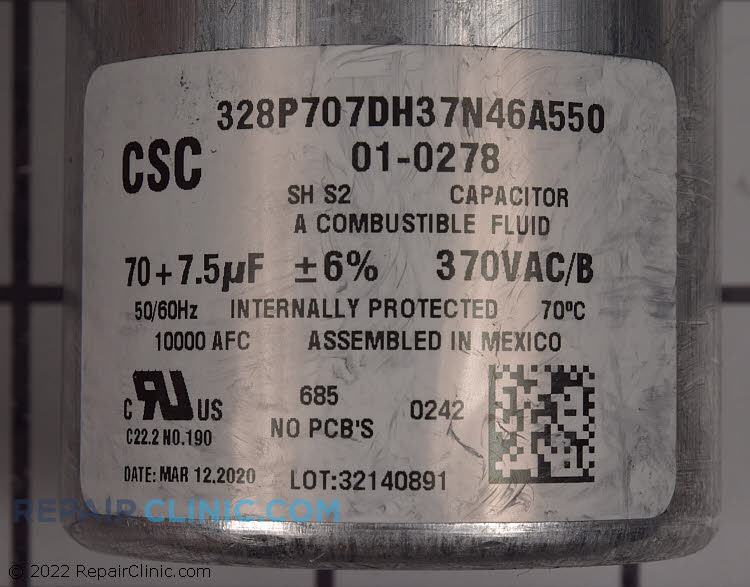 328P707DH37N46A550
CSC 01-0278
SH S2 CAPACITOR
A COMBUSTIBLE FLUID
70+7.5µF ±6% 370VAC/B
50/60Hz INTERNALLY PROTECTED 70ºC
10000 AFC ASSEMBLED IN MEXICO
C RU US 685 0242
C22.2 NO.190 NO PCB'S
DATE: MAR 12.2020 LOT:32140891
REPAIRCLINIC.COM
© 2022 RepairClinic.com